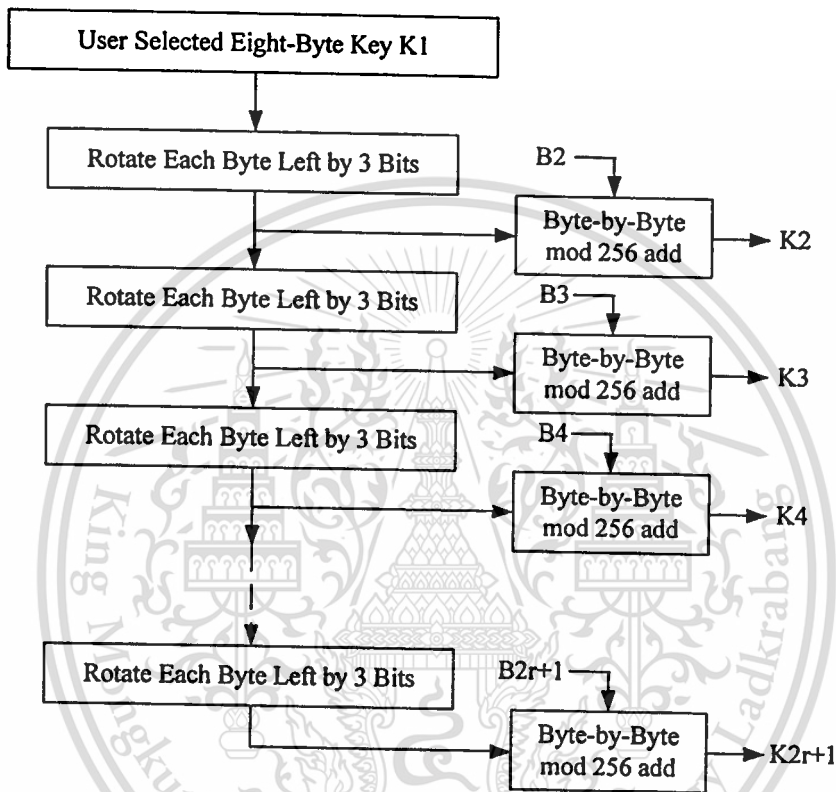 User Selected Eight-Byte Key K1
Rotate Each Byte Left by 3 Bits
B2
Byte-by-Byte
mod 256 add
K2
Rotate Each Byte Left by 3 Bits
B3
Byte-by-Byte
mod 256 add
K3
Rotate Each Byte Left by 3 Bits
B4
Byte-by-Byte
mod 256 add
K4
Rotate Each Byte Left by 3 Bits
B2r+1
Byte-by-Byte
mod 256 add
K2r+1
King
Ladkrabang